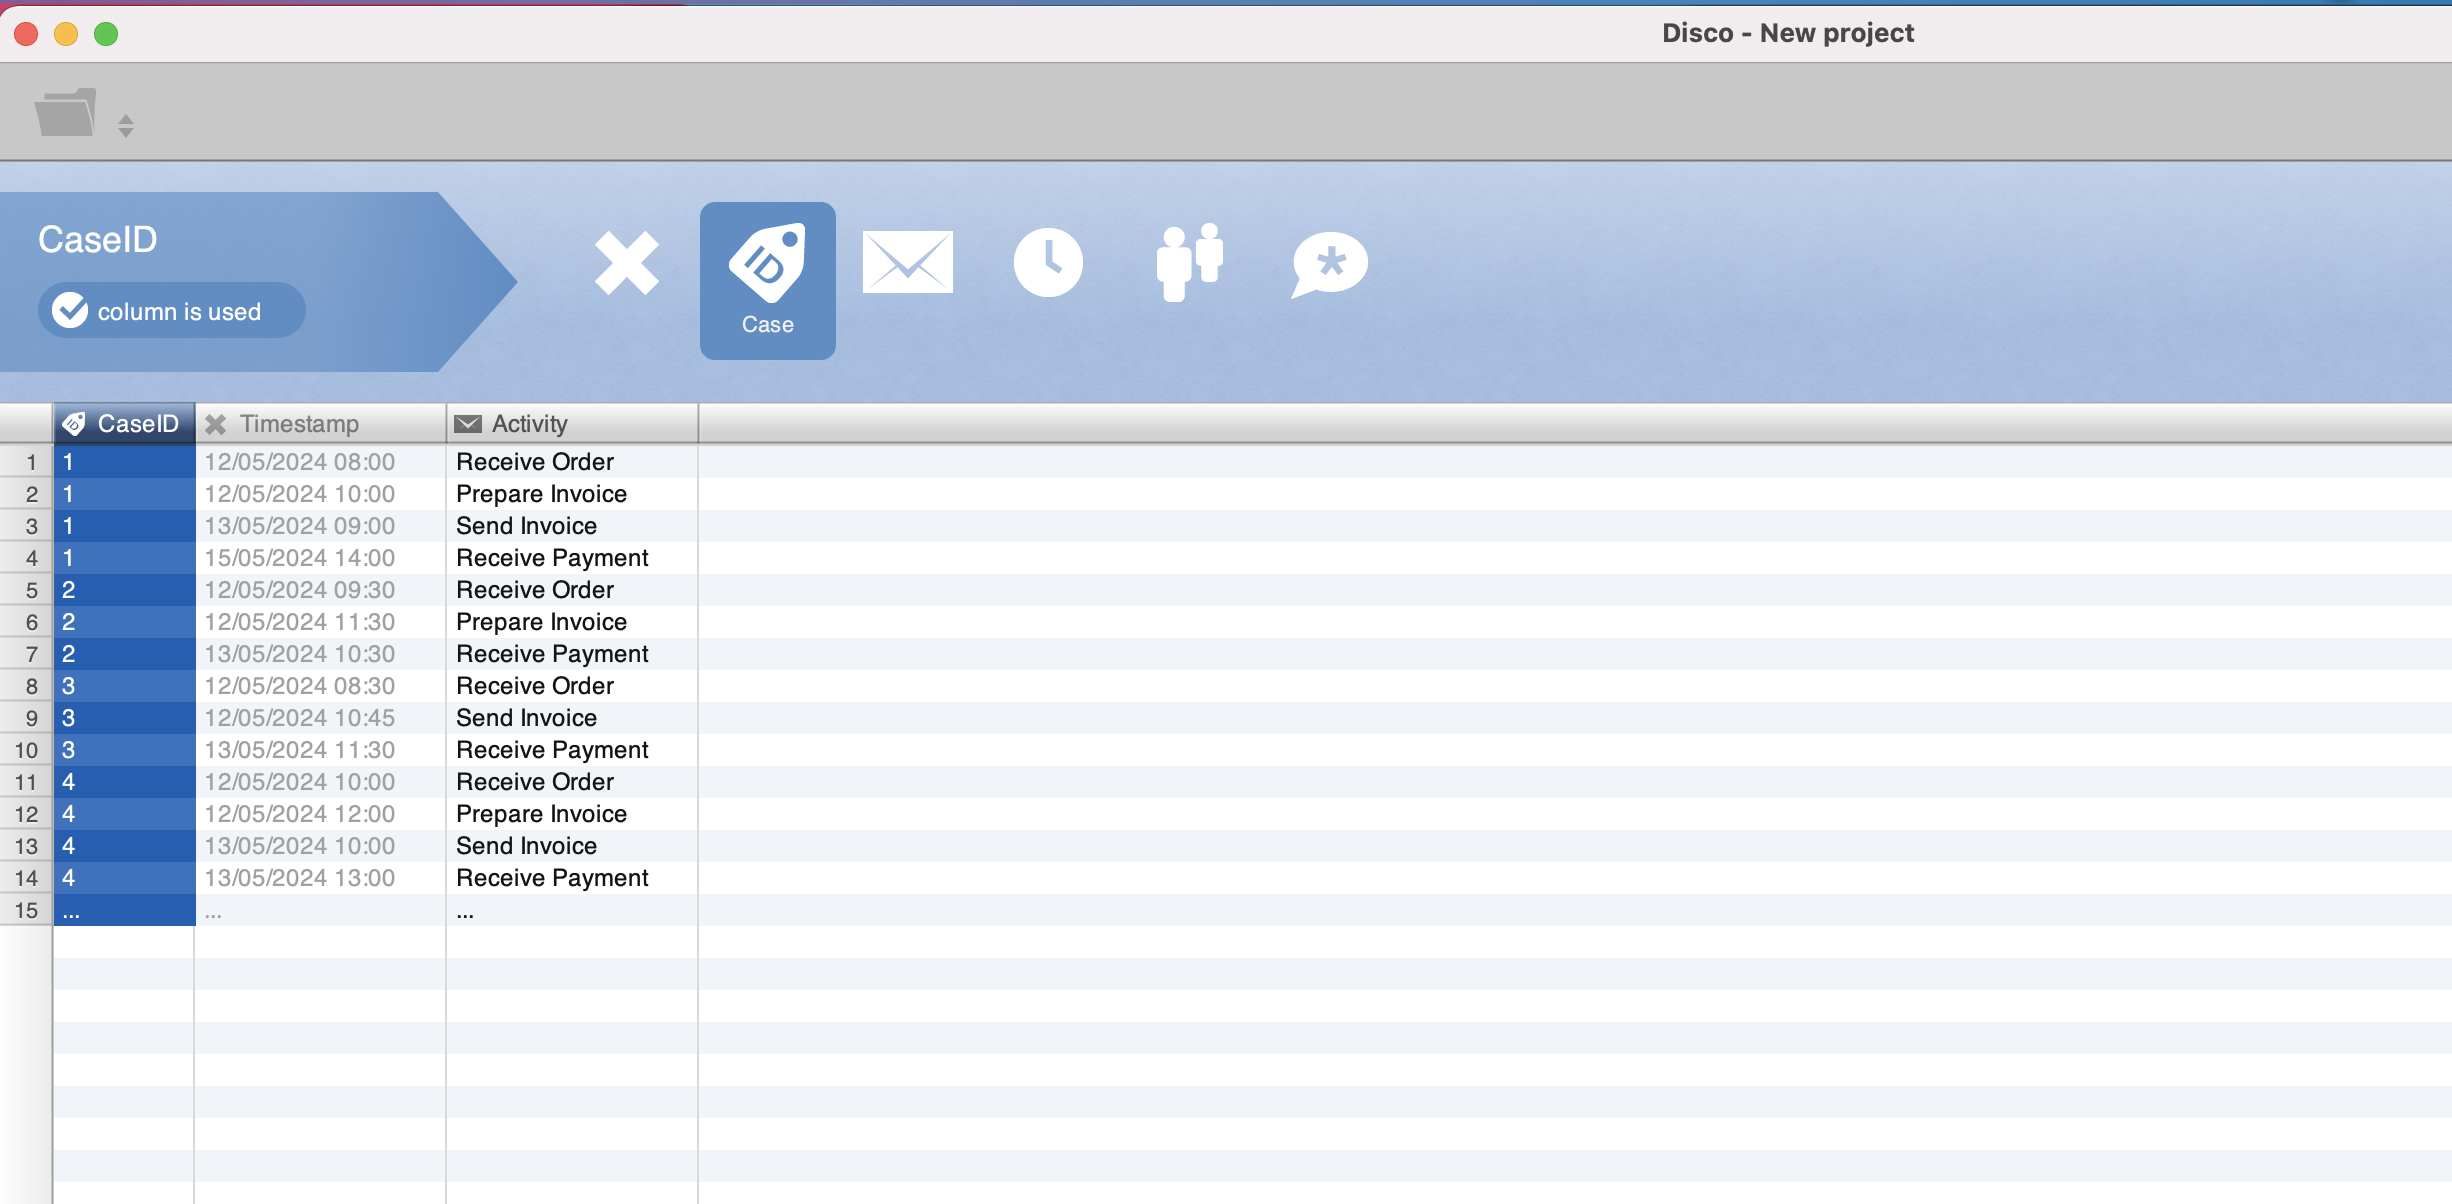 Disco - New project
CaseID
column is used
ID
Case
CaseID Timestamp Activity
1 1 12/05/2024 08:00 Receive Order
2 1 12/05/2024 10:00 Prepare Invoice
3 1 13/05/2024 09:00 Send Invoice
4 1 15/05/2024 14:00 Receive Payment
5 2 12/05/2024 09:30 Receive Order
6 2 12/05/2024 11:30 Prepare Invoice
7 2 13/05/2024 10:30 Receive Payment
8 3 12/05/2024 08:30 Receive Order
9 3 12/05/2024 10:45 Send Invoice
10 3 13/05/2024 11:30 Receive Payment
11 4 12/05/2024 10:00 Receive Order
12 4 12/05/2024 12:00 Prepare Invoice
13 4 13/05/2024 10:00 Send Invoice
14 4 13/05/2024 13:00 Receive Payment
15 ... ... ...